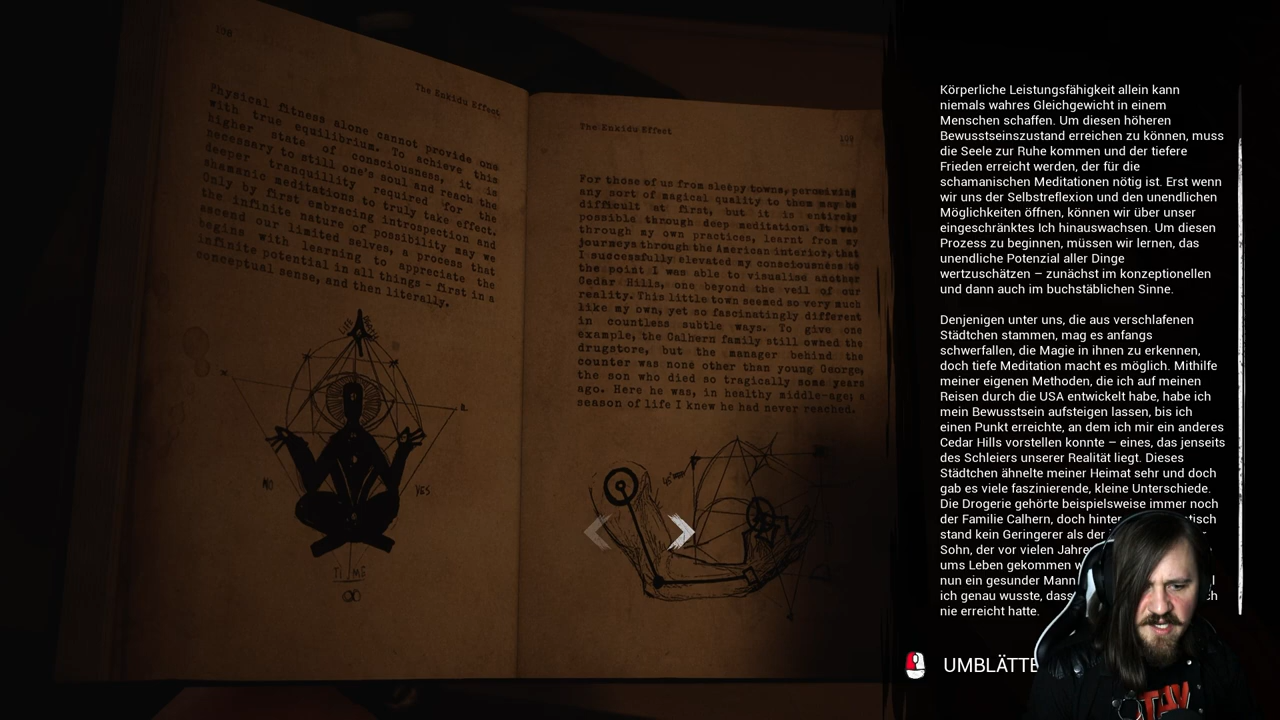 108
The Enkidu Effect
Physical fitness alone cannot provide one
with true equilibrium. To achieve this
higher state of consciousness, it is
necessary to still one's soul and reach the
deeper tranquillity required for the
shamanic meditations to truly take effect.
Only by first embracing introspection and
the infinite nature of possibility may we
ascend our limited selves, a process that
begins with learning to appreciate the
infinite potential in all things - first in a
conceptual sense, and then literally.
NO
YES
The Enkidu Effect
109
For those of us from sleepy towns, perceiving
any sort of magical quality to them may be
difficult at first, but it is entirely
possible through deep meditation. It was
through my own practices, learnt from my
journeys through the American interior, that
I successfully elevated my consciousness to
the point I was able to visualise another
Cedar Hills, one beyond the veil of our
reality. This little town seemed so very much
like my own, yet so fascinatingly different
in countless subtle ways. To give one
example, the Calhern family still owned the
drugstore, but the manager behind the
counter was none other than young George,
the son who died so tragically some years
ago. Here he was, in healthy middle-age; a
season of life I knew he had never reached.
Körperliche Leistungsfähigkeit allein kann
niemals wahres Gleichgewicht in einem
Menschen schaffen. Um diesen höheren
Bewusstseinszustand erreichen zu können, muss
die Seele zur Ruhe kommen und der tiefere
Frieden erreicht werden, der für die
schamanischen Meditationen nötig ist. Erst wenn
wir uns der Selbstreflexion und den unendlichen
Möglichkeiten öffnen, können wir über unser
eingeschränktes Ich hinauswachsen. Um diesen
Prozess zu beginnen, müssen wir lernen, das
unendliche Potenzial aller Dinge
wertzuschätzen – zunächst im konzeptionellen
und dann auch im buchstäblichen Sinne.
Denjenigen unter uns, die aus verschlafenen
Städtchen stammen, mag es anfangs
schwerfallen, die Magie in ihnen zu erkennen,
doch tiefe Meditation macht es möglich. Mithilfe
meiner eigenen Methoden, die ich auf meinen
Reisen durch die USA entwickelt habe, habe ich
mein Bewusstsein aufsteigen lassen, bis ich
einen Punkt erreichte, an dem ich mir ein anderes
Cedar Hills vorstellen konnte – eines, das jenseits
des Schleiers unserer Realität liegt. Dieses
Städtchen ähnelte meiner Heimat sehr und doch
gab es viele faszinierende, kleine Unterschiede.
Die Drogerie gehörte beispielsweise immer noch
der Familie Calhern, doch hinter
stand kein Geringerer als der
Sohn, der vor vielen Jahre
ums Leben gekommen
nun ein gesunder Mann
ich genau wusste, dass
nie erreicht hatte.
UMBLÄTTE